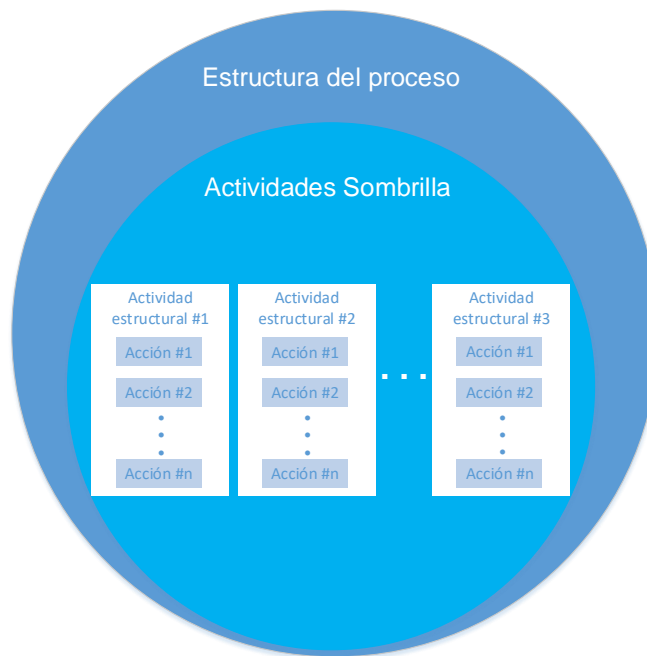 Estructura del proceso
Actividades Sombrilla
Actividad
estructural #1
Acción #1
Acción #2
Acción #n
Actividad
estructural #2
Acción #1
Acción #2
Acción #n
. . .
Actividad
estructural #3
Acción #1
Acción #2
Acción #n